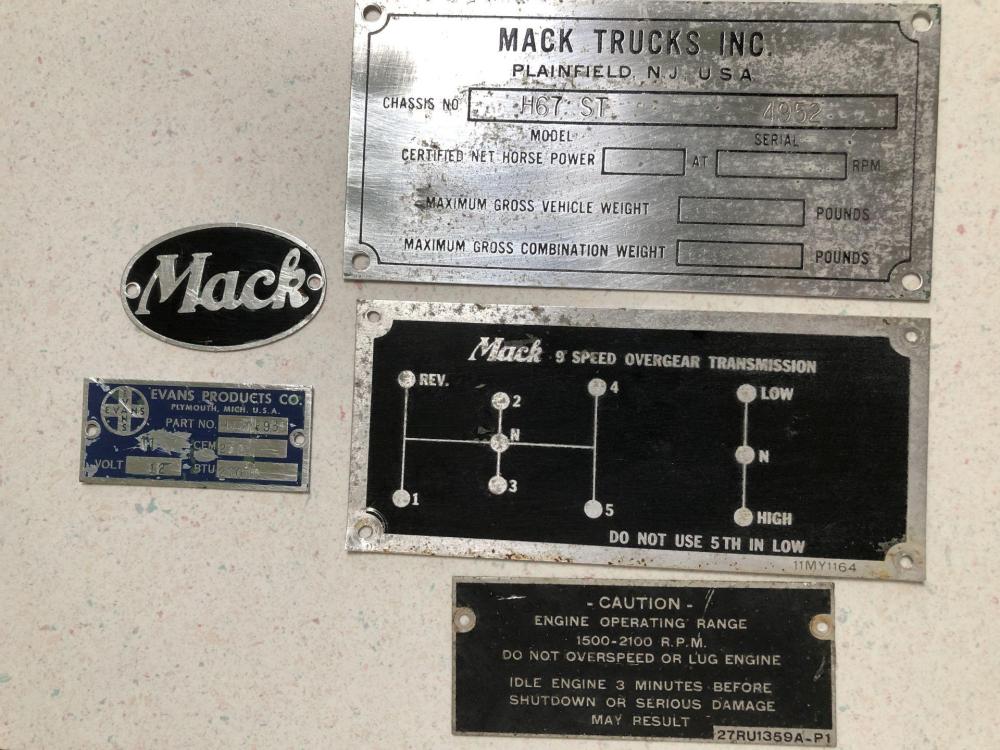 MACK TRUCKS INC.
PLAINFIELD, N.J. U S A
CHASSIS NO H67 ST 4952
MODEL SERIAL
CERTIFIED NET HORSE POWER AT RPM
MAXIMUM GROSS VEHICLE WEIGHT POUNDS
MAXIMUM GROSS COMBINATION WEIGHT POUNDS
Mack
EVANS
EVANS
EVANS PRODUCTS CO.
PLYMOUTH, MICH. U.S.A.
PART NO.
CFM
VOLT 12 BTU
Mack 9 SPEED OVERGEAR TRANSMISSION
REV. 2 4 LOW
N N
1 3 5 HIGH
DO NOT USE 5TH IN LOW
11MY1164
- CAUTION -
ENGINE OPERATING RANGE
1500-2100 R.P.M.
DO NOT OVERSPEED OR LUG ENGINE
IDLE ENGINE 3 MINUTES BEFORE
SHUTDOWN OR SERIOUS DAMAGE
MAY RESULT
27RU1359A-P1